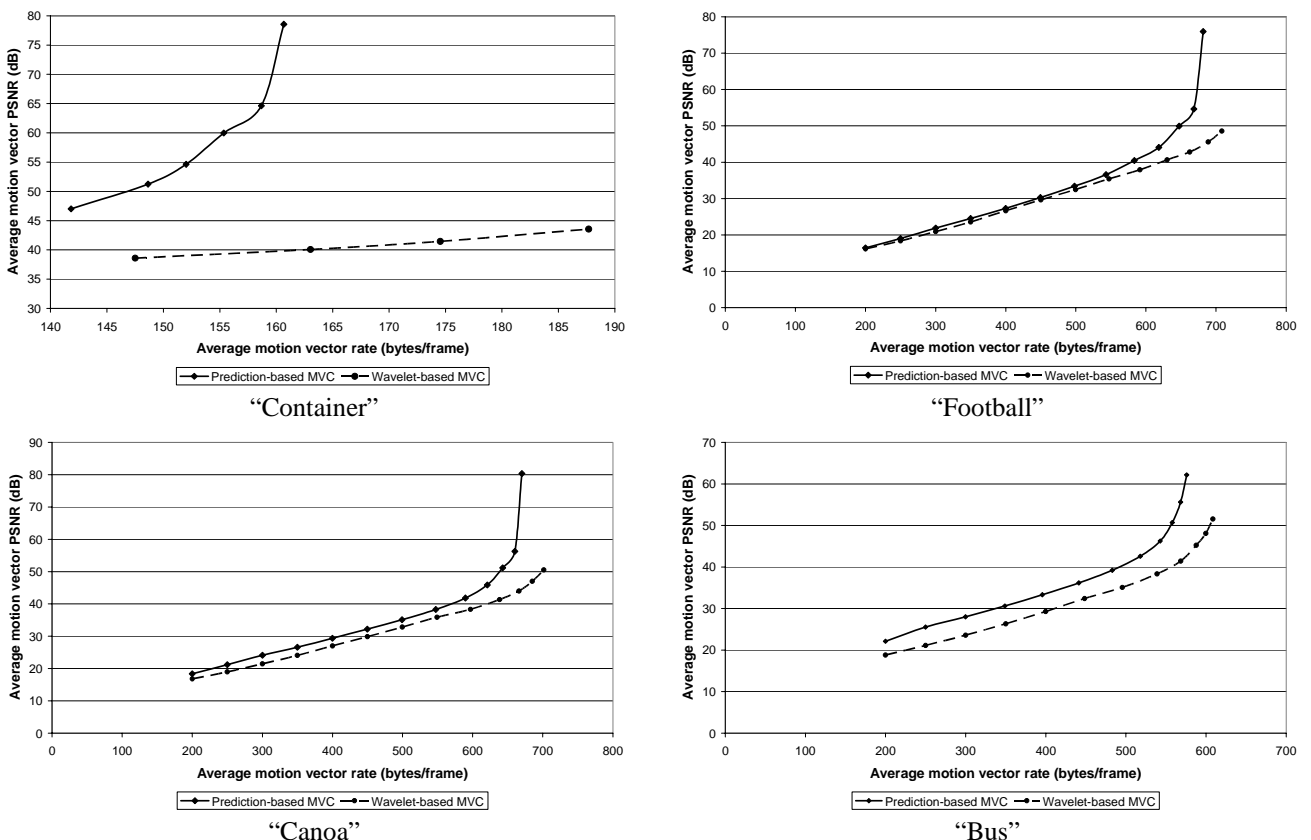 Average motion vector PSNR (dB)
80
75
70
65
60
55
50
45
40
35
30
140 145 150 155 160 165 170 175 180 185 190
Average motion vector rate (bytes/frame)
Prediction-based MVC Wavelet-based MVC
“Container”
Average motion vector PSNR (dB)
80
70
60
50
40
30
20
10
0
0 100 200 300 400 500 600 700 800
Average motion vector rate (bytes/frame)
Prediction-based MVC Wavelet-based MVC
“Football”
Average motion vector PSNR (dB)
90
80
70
60
50
40
30
20
10
0
0 100 200 300 400 500 600 700 800
Average motion vector rate (bytes/frame)
Prediction-based MVC Wavelet-based MVC
“Canoa”
Average motion vector PSNR (dB)
70
60
50
40
30
20
10
0
0 100 200 300 400 500 600 700
Average motion vector rate (bytes/frame)
Prediction-based MVC Wavelet-based MVC
“Bus”